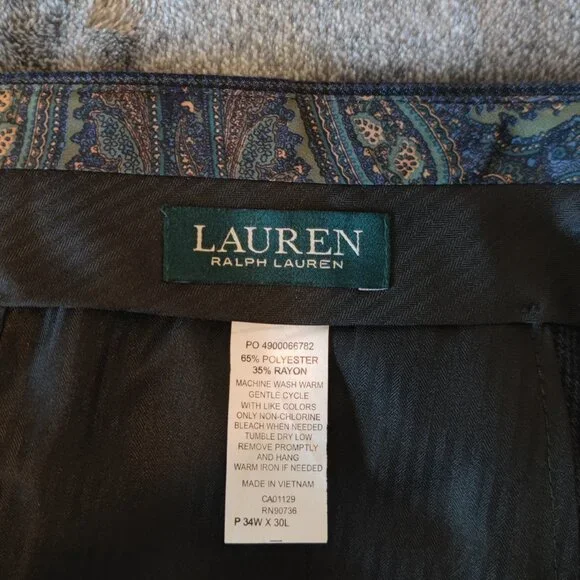 LAUREN
RALPH LAUREN
PO 4900066782
65% POLYESTER
35% RAYON
MACHINE WASH WARM
GENTLE CYCLE
WITH LIKE COLORS
ONLY NON-CHLORINE
BLEACH WHEN NEEDED
TUMBLE DRY LOW
REMOVE PROMPTLY
AND HANG
WARM IRON IF NEEDED
MADE IN VIETNAM
CA01129
RN90736
P 34W X 30L